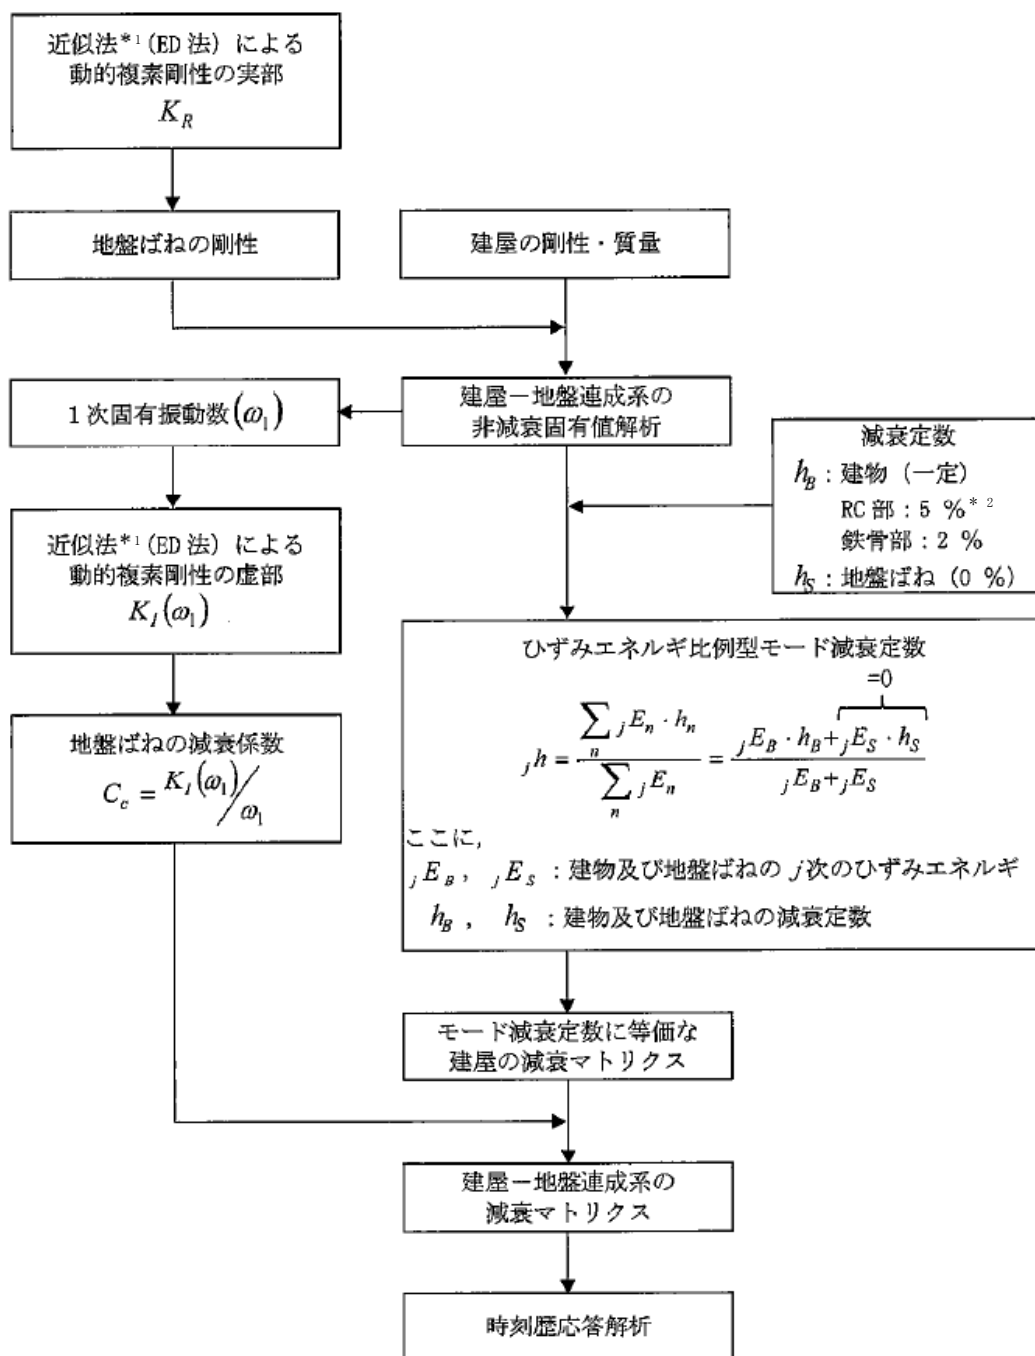 近似法*1(ED法)による
動的複素剛性の実部
K_R
地盤ばねの剛性
建屋の剛性・質量
建屋－地盤連成系の
非減衰固有値解析
1次固有振動数(ω_1)
減衰定数
h_B：建物（一定）
RC部：5 %*2
鉄骨部：2 %
h_S：地盤ばね（0 %）
近似法*1(ED法)による
動的複素剛性の虚部
K_I(ω_1)
地盤ばねの減衰係数
C_c = K_I(ω_1)/ω_1
ひずみエネルギ比例型モード減衰定数
=0
_jh = \frac{\sum_n {}_jE_n・h_n}{\sum_n {}_jE_n} = \frac{{}_jE_B・h_B + {}_jE_S・h_S}{{}_jE_B + {}_jE_S}
ここに,
_jE_B, _jE_S：建物及び地盤ばねのj次のひずみエネルギ
h_B, h_S：建物及び地盤ばねの減衰定数
モード減衰定数に等価な
建屋の減衰マトリクス
建屋－地盤連成系の
減衰マトリクス
時刻歴応答解析